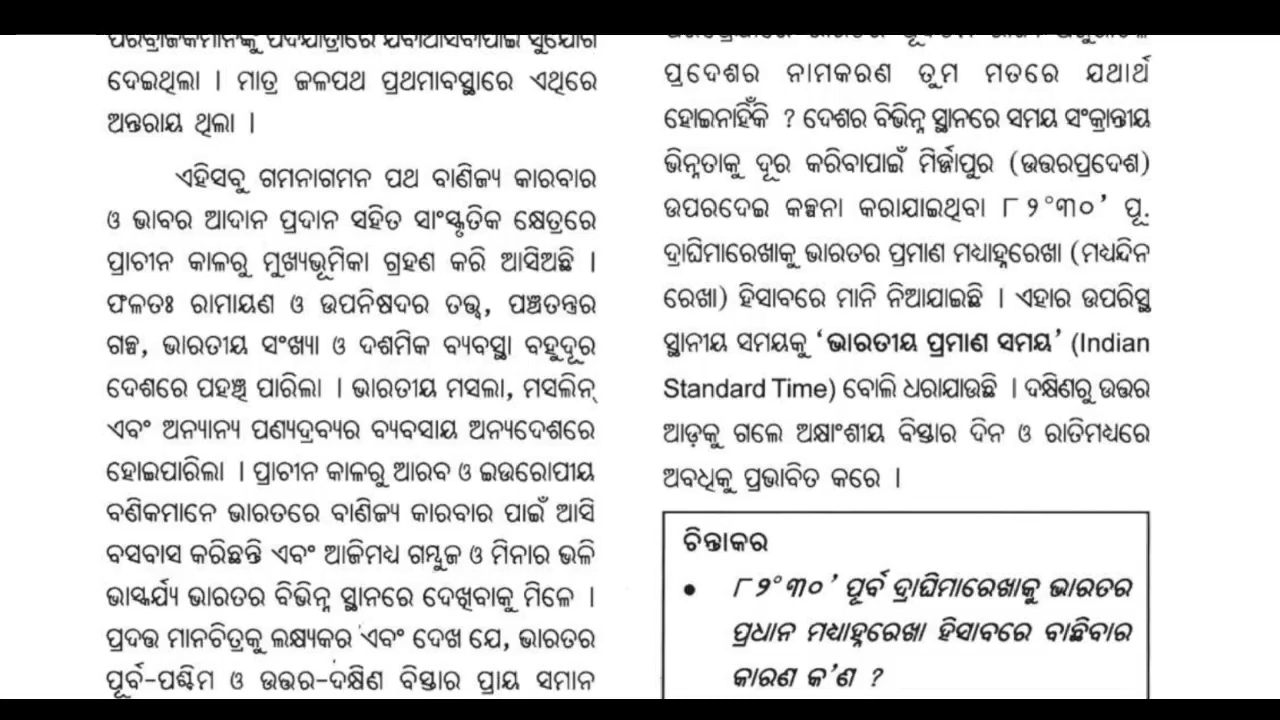 ପରିବ୍ରାଜକମାନଙ୍କୁ ପଦଯାତ୍ରାରେ ଯିବାଆସିବାପାଇଁ ସୁଯୋଗ
ଦେଇଥିଲା । ମାତ୍ର ଜଳପଥ ପ୍ରଥମାବସ୍ଥାରେ ଏଥିରେ
ଅନ୍ତରାୟ ଥିଲା ।
ଏହିସବୁ ଗମନାଗମନ ପଥ ବାଣିଜ୍ୟ କାରବାର
ଓ ଭାବର ଆଦାନ ପ୍ରଦାନ ସହିତ ସାଂସ୍କୃତିକ କ୍ଷେତ୍ରରେ
ପ୍ରାଚୀନ କାଳରୁ ମୁଖ୍ୟଭୂମିକା ଗ୍ରହଣ କରି ଆସିଅଛି ।
ଫଳତଃ ରାମାୟଣ ଓ ଉପନିଷଦର ତତ୍ତ୍ୱ, ପଞ୍ଚତନ୍ତ୍ରର
ଗଳ୍ପ, ଭାରତୀୟ ସଂଖ୍ୟା ଓ ଦଶମିକ ବ୍ୟବସ୍ଥା ବହୁଦୂର
ଦେଶରେ ପହଞ୍ଚି ପାରିଲା । ଭାରତୀୟ ମସଲା, ମସଲିନ୍
ଏବଂ ଅନ୍ୟାନ୍ୟ ପଣ୍ୟଦ୍ରବ୍ୟର ବ୍ୟବସାୟ ଅନ୍ୟଦେଶରେ
ହୋଇପାରିଲା । ପ୍ରାଚୀନ କାଳରୁ ଆରବ ଓ ଇଉରୋପୀୟ
ବଣିକମାନେ ଭାରତରେ ବାଣିଜ୍ୟ କାରବାର ପାଇଁ ଆସି
ବସବାସ କରିଛନ୍ତି ଏବଂ ଆଜିମଧ୍ୟ ଗମ୍ବୁଜ ଓ ମିନାର ଭଳି
ଭାସ୍କର୍ଯ୍ୟ ଭାରତର ବିଭିନ୍ନ ସ୍ଥାନରେ ଦେଖିବାକୁ ମିଳେ ।
ପ୍ରଦତ୍ତ ମାନଚିତ୍ରକୁ ଲକ୍ଷ୍ୟକର ଏବଂ ଦେଖ ଯେ, ଭାରତର
ପୂର୍ବ-ପଶ୍ଚିମ ଓ ଉତ୍ତର-ଦକ୍ଷିଣ ବିସ୍ତାର ପ୍ରାୟ ସମାନ
ପ୍ରଦେଶର ନାମକରଣ ତୁମ ମତରେ ଯଥାର୍ଥ
ହୋଇନାହିଁକି ? ଦେଶର ବିଭିନ୍ନ ସ୍ଥାନରେ ସମୟ ସଂକ୍ରାନ୍ତୀୟ
ଭିନ୍ନତାକୁ ଦୂର କରିବାପାଇଁ ମିର୍ଜାପୁର (ଉତ୍ତରପ୍ରଦେଶ)
ଉପରଦେଇ କଳ୍ପନା କରାଯାଇଥିବା ୮୨°୩୦’ ପୂ.
ଦ୍ରାଘିମାରେଖାକୁ ଭାରତର ପ୍ରମାଣ ମଧ୍ୟାହ୍ନରେଖା (ମଧ୍ୟନ୍ଦିନ
ରେଖା) ହିସାବରେ ମାନି ନିଆଯାଇଛି । ଏହାର ଉପରିସ୍ଥ
ସ୍ଥାନୀୟ ସମୟକୁ ‘ଭାରତୀୟ ପ୍ରମାଣ ସମୟ’ (Indian
Standard Time) ବୋଲି ଧରାଯାଉଛି । ଦକ୍ଷିଣରୁ ଉତ୍ତର
ଆଡ଼କୁ ଗଲେ ଅକ୍ଷାଂଶୀୟ ବିସ୍ତାର ଦିନ ଓ ରାତିମଧ୍ୟରେ
ଅବଧିକୁ ପ୍ରଭାବିତ କରେ ।
ଚିନ୍ତାକର
• ୮୨°୩୦’ ପୂର୍ବ ଦ୍ରାଘିମାରେଖାକୁ ଭାରତର
ପ୍ରଧାନ ମଧ୍ୟାହ୍ନରେଖା ହିସାବରେ ବାଛିବାର
କାରଣ କ’ଣ ?